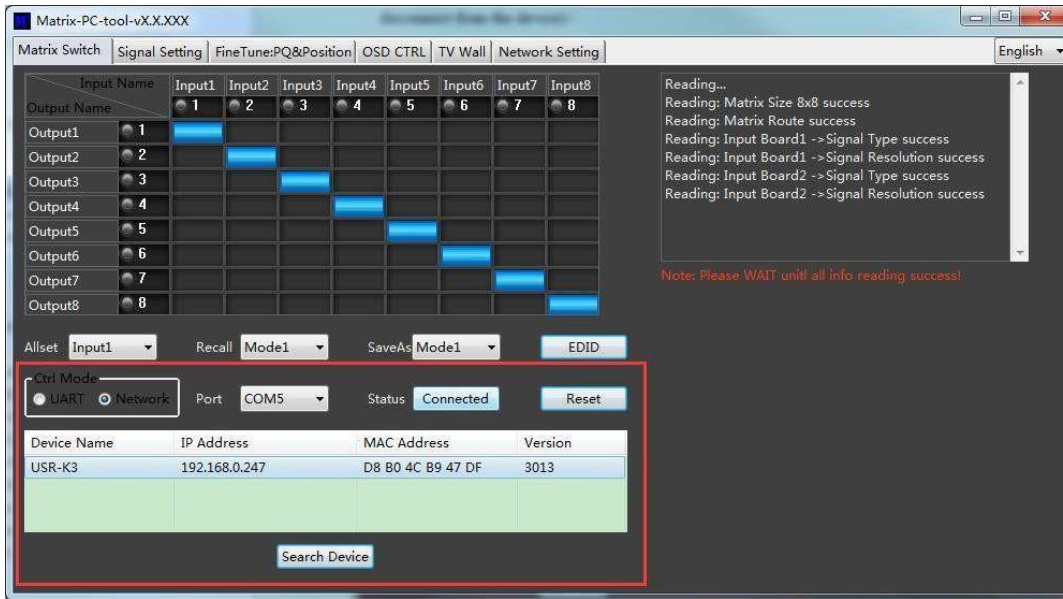 Matrix-PC-tool-vX.X.XXX
Matrix Switch Signal Setting FineTune:PQ&Position OSD CTRL TV Wall Network Setting English
Input Name Input1 Input2 Input3 Input4 Input5 Input6 Input7 Input8
Output Name 1 2 3 4 5 6 7 8
Output1 1
Output2 2
Output3 3
Output4 4
Output5 5
Output6 6
Output7 7
Output8 8
Reading...
Reading: Matrix Size 8x8 success
Reading: Matrix Route success
Reading: Input Board1 ->Signal Type success
Reading: Input Board1 ->Signal Resolution success
Reading: Input Board2 ->Signal Type success
Reading: Input Board2 ->Signal Resolution success
Note: Please WAIT unitl all info reading success!
Allset Input1 Recall Mode1 SaveAs Mode1 EDID
Ctrl Mode
UART Network Port COM5 Status Connected Reset
Device Name IP Address MAC Address Version
USR-K3 192.168.0.247 D8 B0 4C B9 47 DF 3013
Search Device